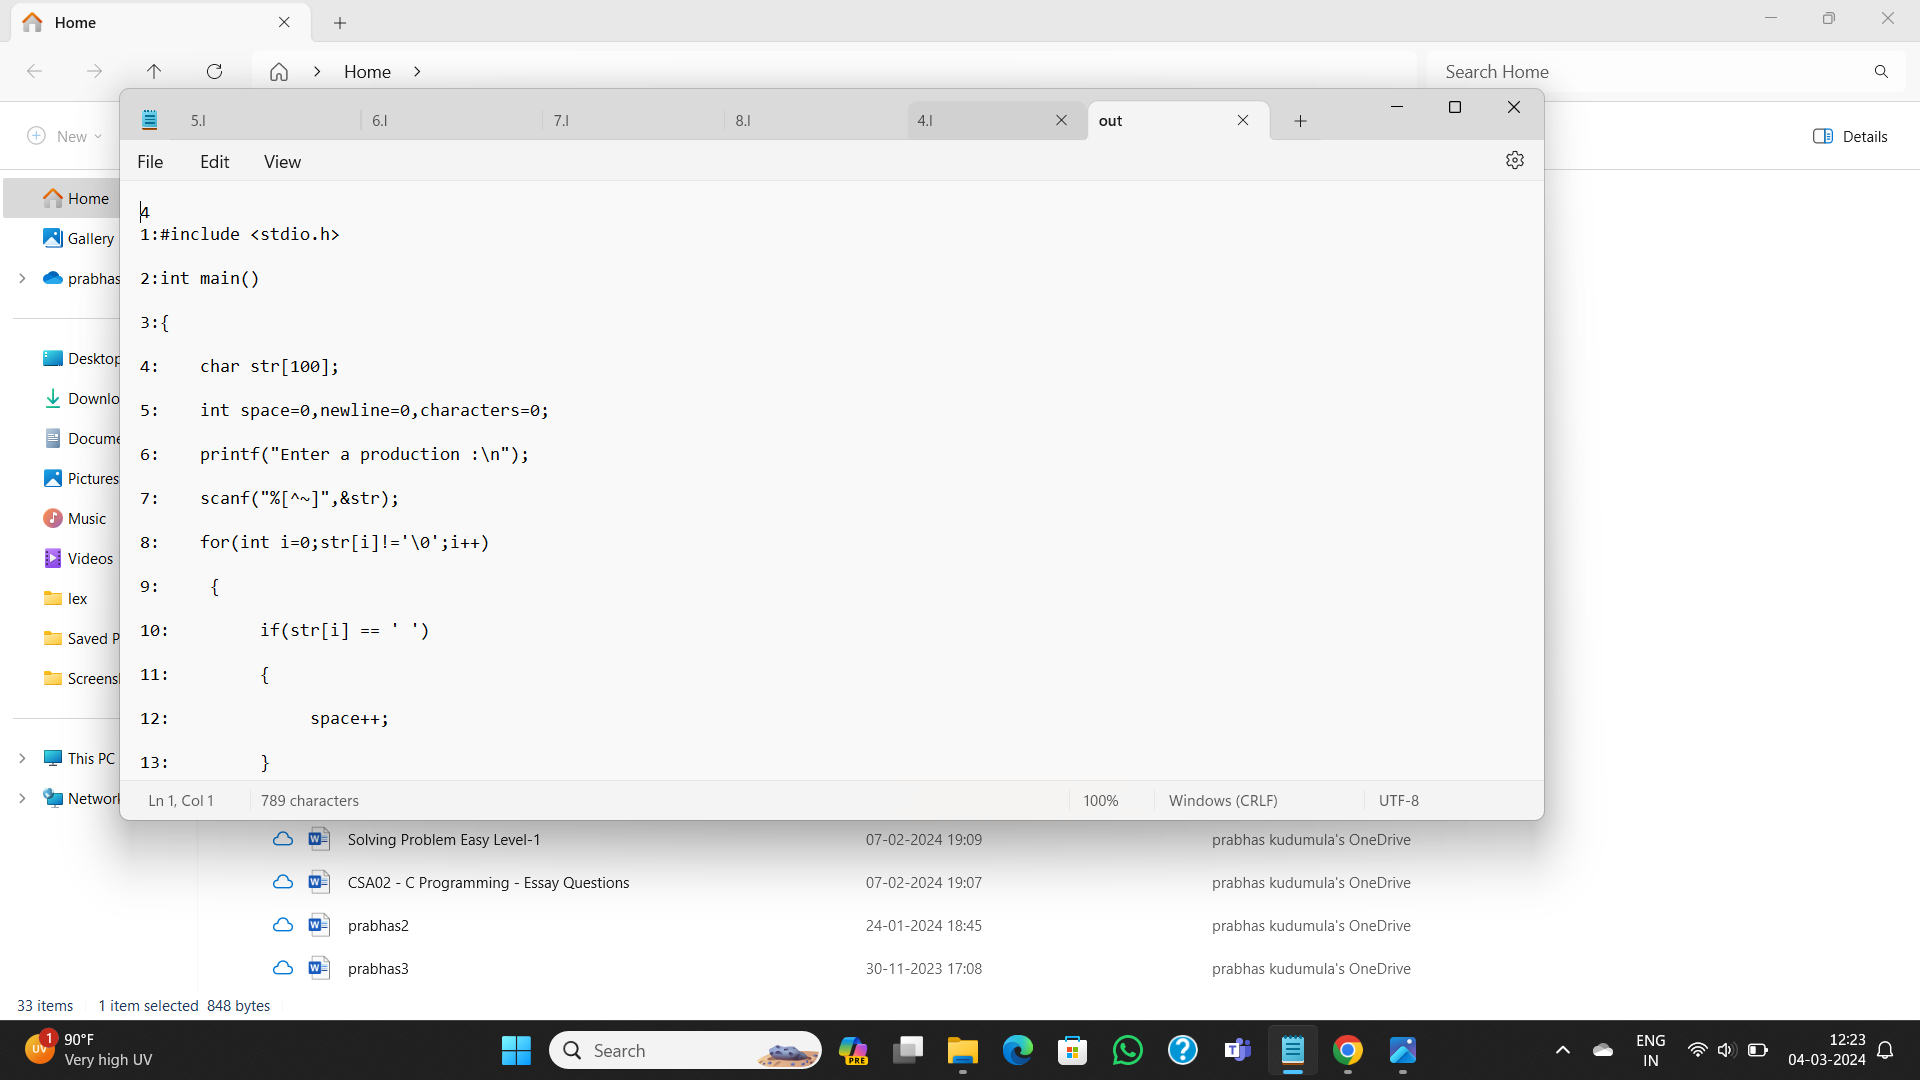 Home
Home
Search Home
New
Details
5.l
6.l
7.l
8.l
4.l
out
File
Edit
View
Home
Gallery
prabhas
Desktop
Downlo
Docume
Pictures
Music
Videos
lex
Saved P
Screens
This PC
Network
4
1:#include <stdio.h>
2:int main()
3:{
4:    char str[100];
5:    int space=0,newline=0,characters=0;
6:    printf("Enter a production :\n");
7:    scanf("%[^~]",&str);
8:    for(int i=0;str[i]!='\0';i++)
9:     {
10:         if(str[i] == ' ')
11:         {
12:              space++;
13:         }
Ln 1, Col 1
789 characters
100%
Windows (CRLF)
UTF-8
Solving Problem Easy Level-1 07-02-2024 19:09 prabhas kudumula's OneDrive
CSA02 - C Programming - Essay Questions 07-02-2024 19:07 prabhas kudumula's OneDrive
prabhas2 24-01-2024 18:45 prabhas kudumula's OneDrive
prabhas3 30-11-2023 17:08 prabhas kudumula's OneDrive
33 items 1 item selected 848 bytes
1
UV
90°F
Very high UV
Search
PRE
ENG
IN
12:23
04-03-2024